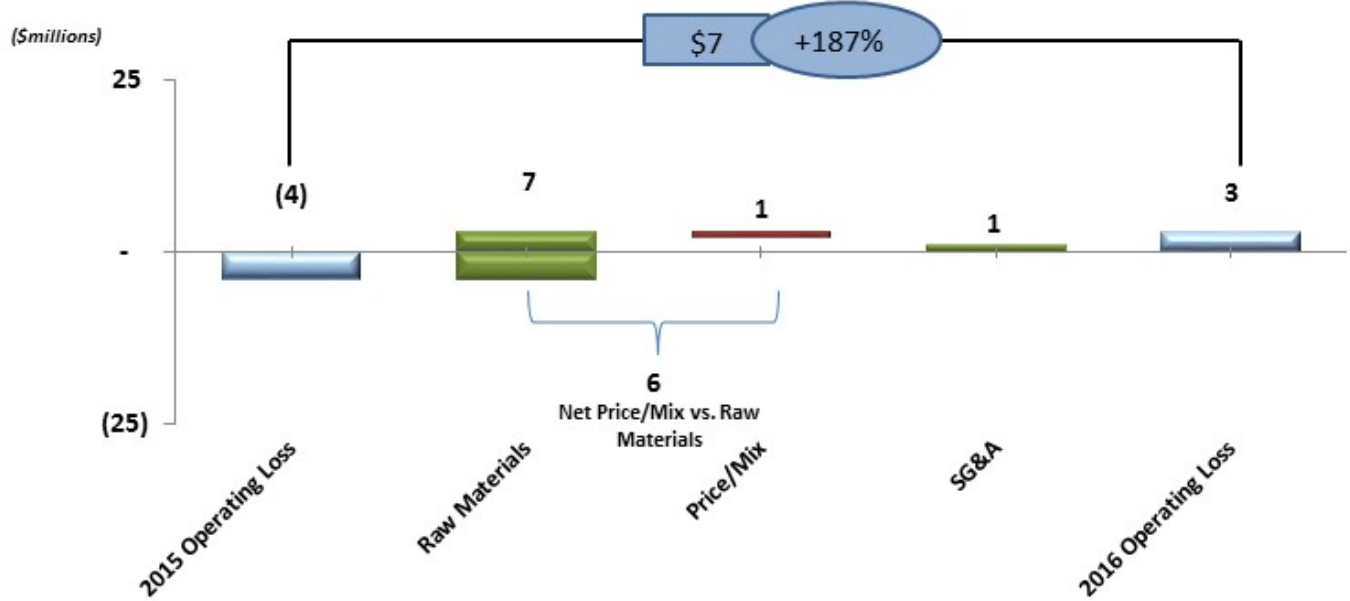 ($millions)
$7
+187%
25
(4)
7
1
1
3
-
6
Net Price/Mix vs. Raw
Materials
(25)
2015 Operating Loss
Raw Materials
Price/Mix
SG&A
2016 Operating Loss